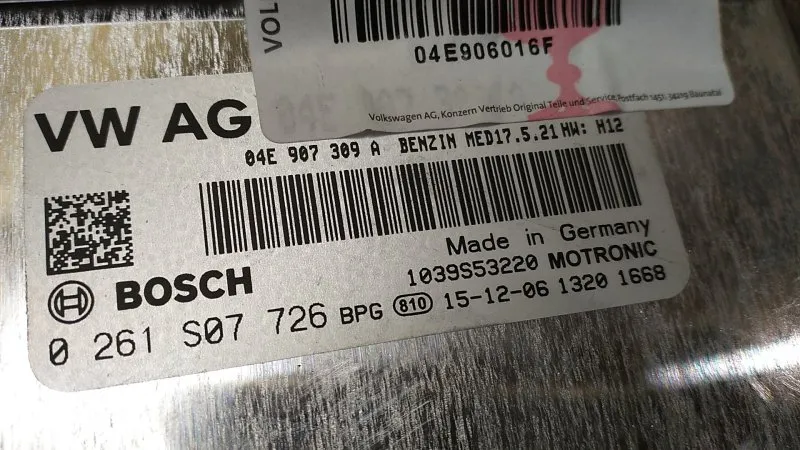 VOL
04E906016F
Volkswagen AG, Konzern Vertrieb Original Teile und Service, Postfach 1451, 34219 Baunatal
VW AG
04E 907 309 A BENZIN MED17.5.21 HW: H12
Made in Germany
1039S53220 MOTRONIC
BOSCH
0 261 S07 726 BPG 810 15-12-06 1320 1668